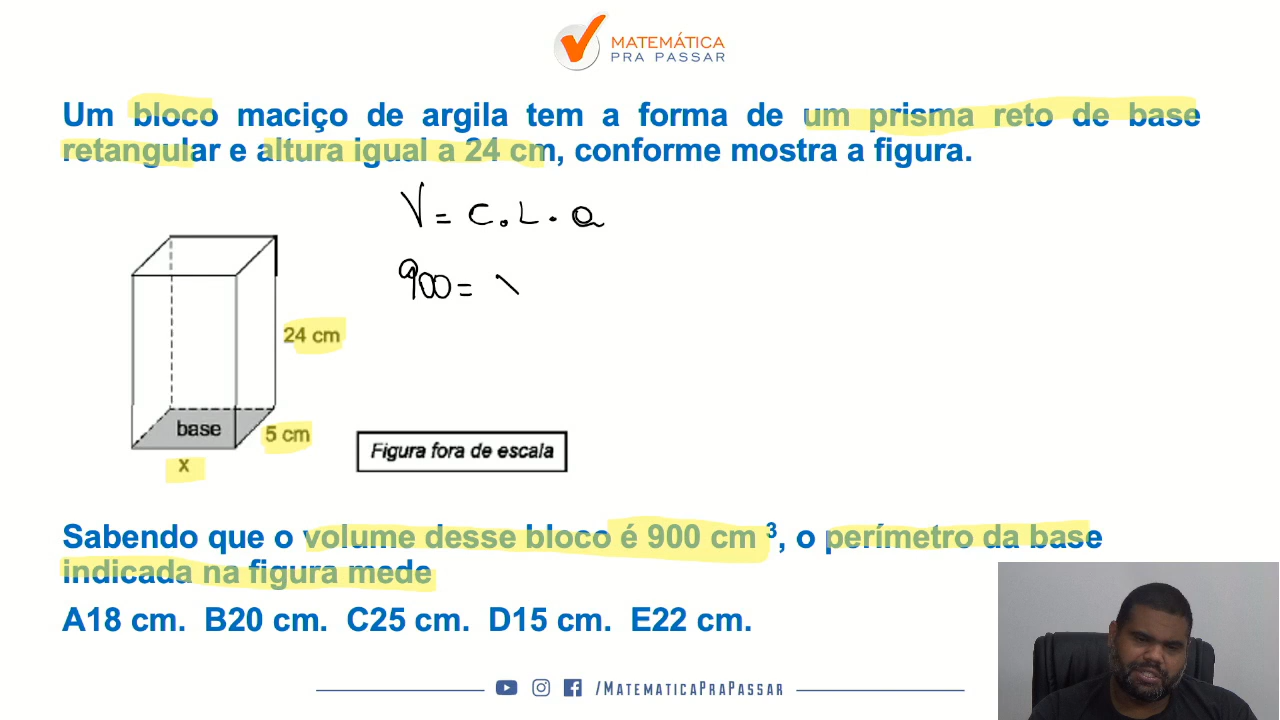 MATEMÁTICA
PRA PASSAR
Um bloco maciço de argila tem a forma de um prisma reto de base
retangular e altura igual a 24 cm, conforme mostra a figura.
V = C . L . a
900 =
24 cm
base
5 cm
x
Figura fora de escala
Sabendo que o volume desse bloco é 900 cm ³, o perímetro da base
indicada na figura mede
A18 cm. B20 cm. C25 cm. D15 cm. E22 cm.
/MATEMATICAPRAPASSAR